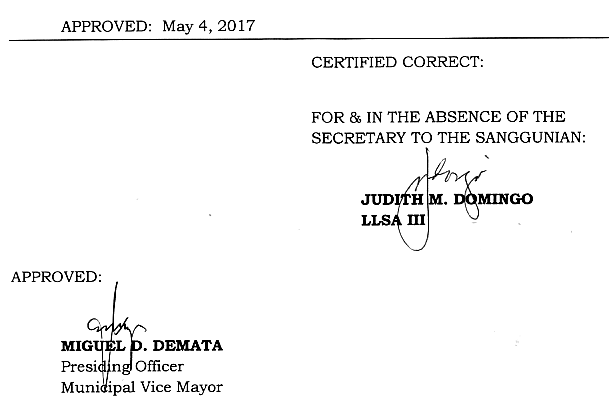 APPROVED: May 4, 2017
CERTIFIED CORRECT:
FOR & IN THE ABSENCE OF THE
SECRETARY TO THE SANGGUNIAN:
JUDITH M. DOMINGO
LLSA III
APPROVED:
MIGUEL D. DEMATA
Presiding Officer
Municipal Vice Mayor